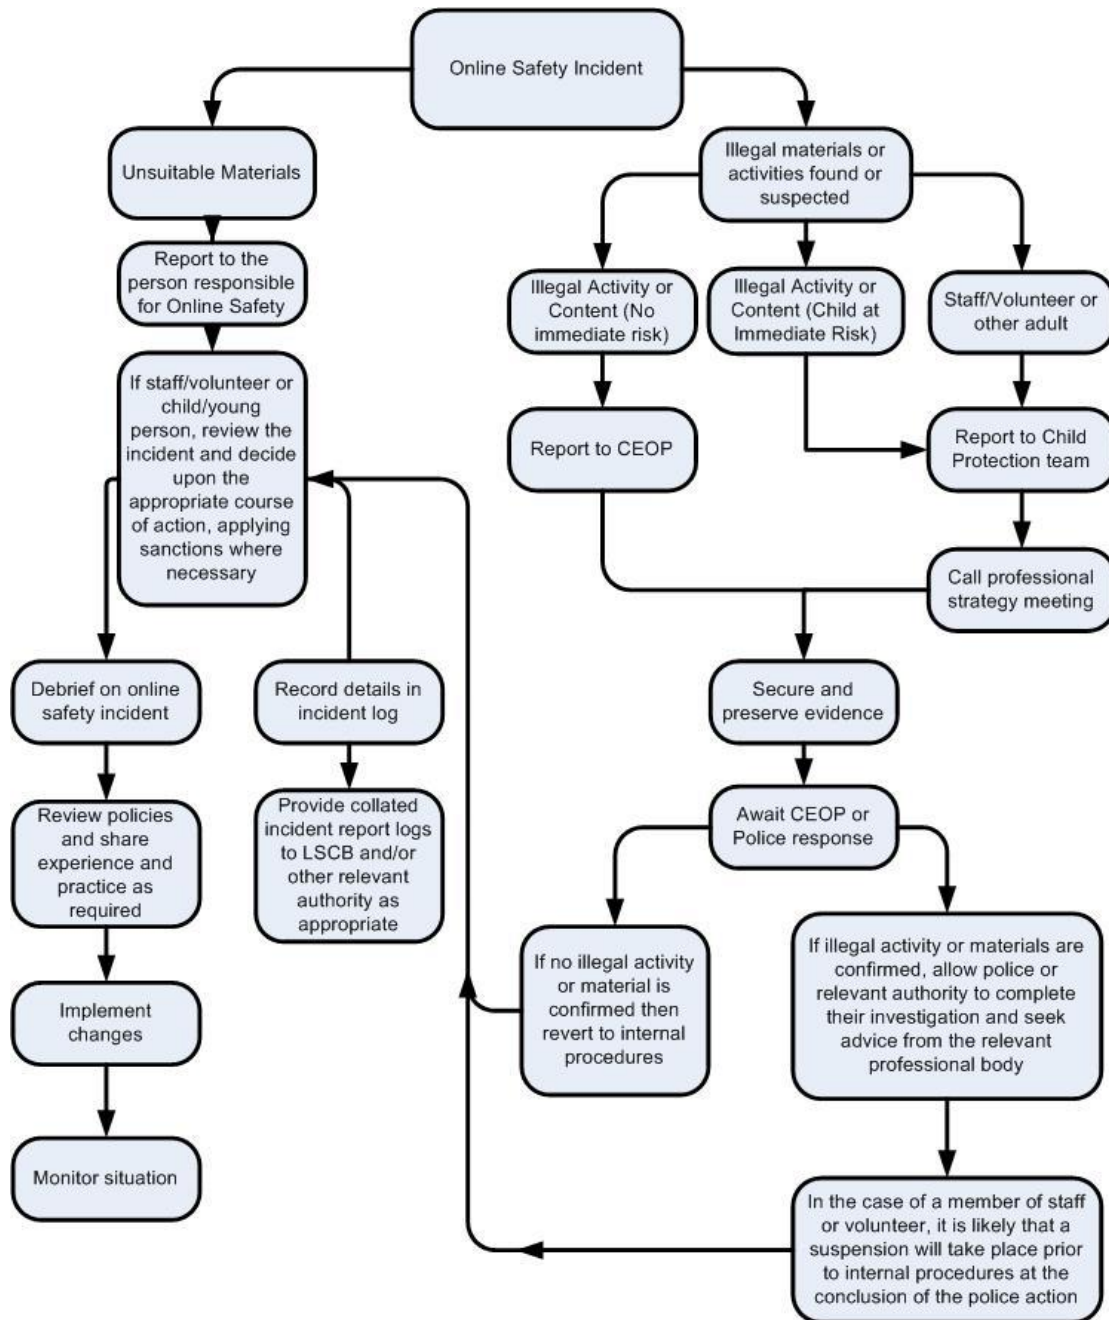 Online Safety Incident
Unsuitable Materials
Report to the
person responsible
for Online Safety
If staff/volunteer or
child/young
person, review the
incident and decide
upon the
appropriate course
of action, applying
sanctions where
necessary
Debrief on online
safety incident
Review policies
and share
experience and
practice as
required
Implement
changes
Monitor situation
Record details in
incident log
Provide collated
incident report logs
to LSCB and/or
other relevant
authority as
appropriate
Illegal materials or
activities found or
suspected
Illegal Activity or
Content (No
immediate risk)
Illegal Activity or
Content (Child at
Immediate Risk)
Staff/Volunteer or
other adult
Report to CEOP
Report to Child
Protection team
Call professional
strategy meeting
Secure and
preserve evidence
Await CEOP or
Police response
If no illegal activity
or material is
confirmed then
revert to internal
procedures
If illegal activity or materials are
confirmed, allow police or
relevant authority to complete
their investigation and seek
advice from the relevant
professional body
In the case of a member of staff
or volunteer, it is likely that a
suspension will take place prior
to internal procedures at the
conclusion of the police action